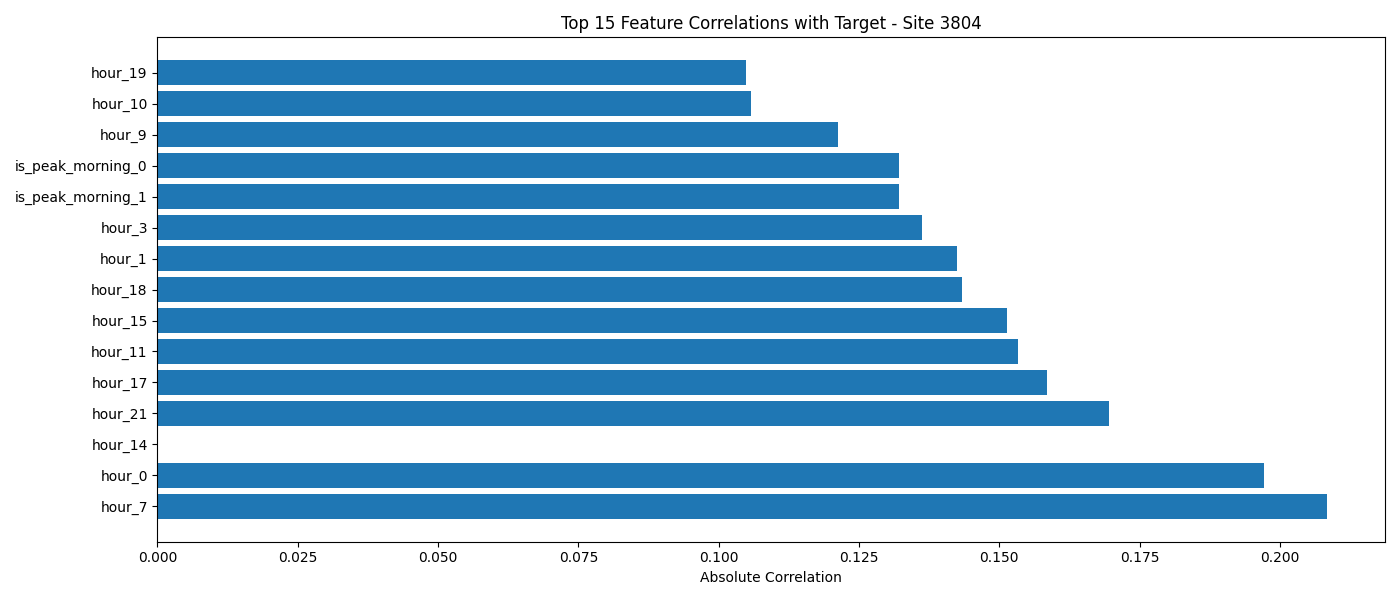 Top 15 Feature Correlations with Target - Site 3804
hour_19
hour_10
hour_9
is_peak_morning_0
is_peak_morning_1
hour_3
hour_1
hour_18
hour_15
hour_11
hour_17
hour_21
hour_14
hour_0
hour_7
0.000 0.025 0.050 0.075 0.100 0.125 0.150 0.175 0.200
Absolute Correlation